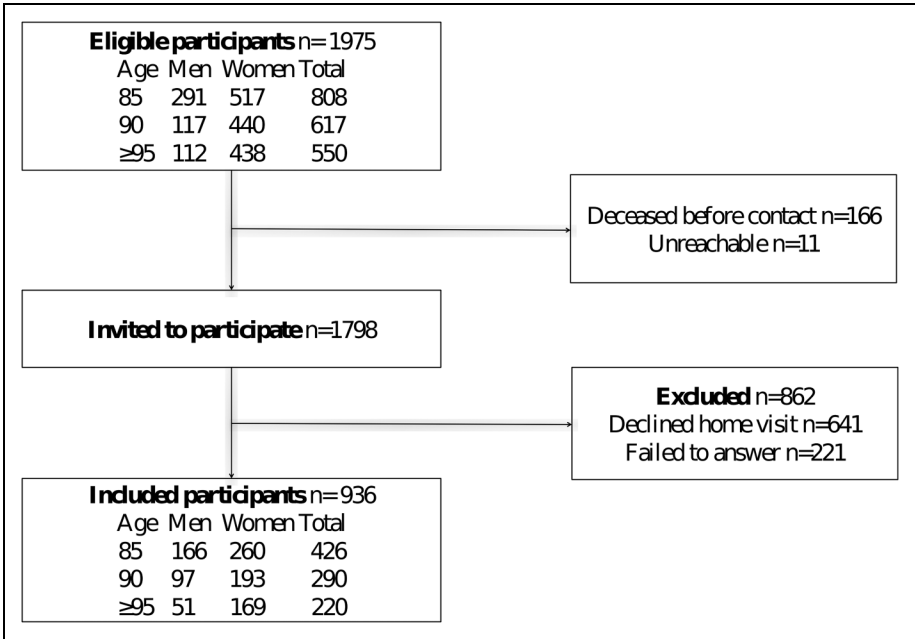 Eligible participants n= 1975
Age Men Women Total
85 291 517 808
90 117 440 617
≥95 112 438 550
Deceased before contact n=166
Unreachable n=11
Invited to participate n=1798
Excluded n=862
Declined home visit n=641
Failed to answer n=221
Included participants n= 936
Age Men Women Total
85 166 260 426
90 97 193 290
≥95 51 169 220